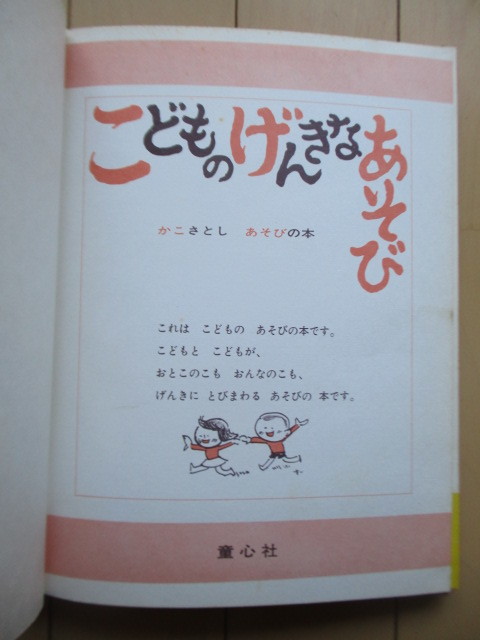 こどものげんきなあそび
かこさとし　あそびの本
これは　こどもの　あそびの本です。
こどもと　こどもが、
おとこのこも　おんなのこも、
げんきに　とびまわる　あそびの　本です。
童心社